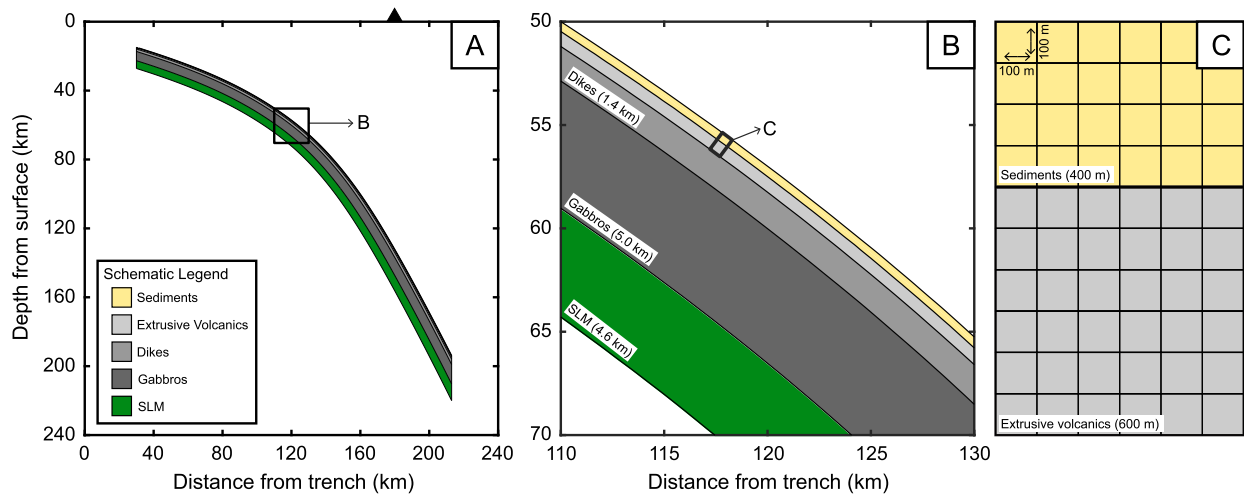 A
0
40
80
120
160
200
240
Depth from surface (km)
B
Schematic Legend
Sediments
Extrusive Volcanics
Dikes
Gabbros
SLM
0
40
80
120
160
200
240
Distance from trench (km)
B
50
55
60
65
70
Dikes (1.4 km)
C
Gabbros (5.0 km)
SLM (4.6 km)
110
115
120
125
130
Distance from trench (km)
C
100 m
100 m
Sediments (400 m)
Extrusive volcanics (600 m)